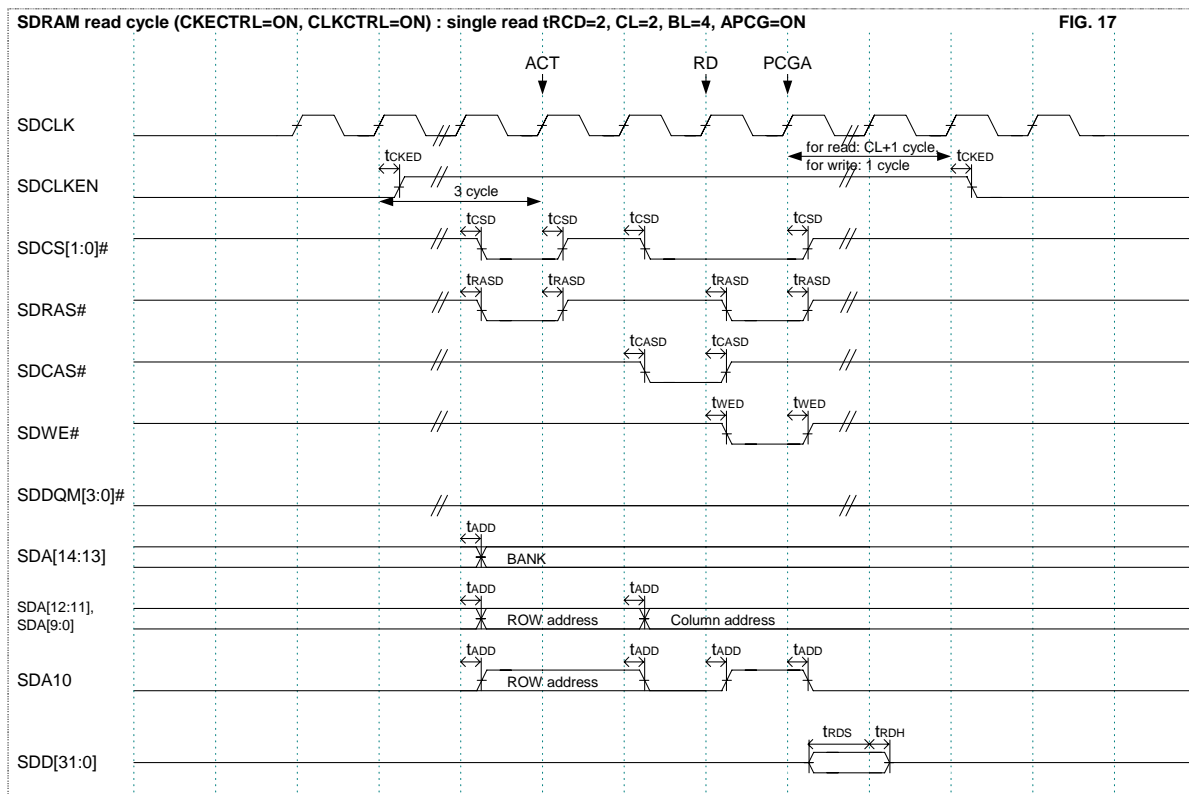 SDRAM read cycle (CKECTRL=ON, CLKCTRL=ON) : single read tRCD=2, CL=2, BL=4, APCG=ON FIG. 17
ACT RD PCGA
SDCLK
for read: CL+1 cycle
for write: 1 cycle
tCKED tCKED
SDCLKEN
3 cycle
tCSD tCSD tCSD tCSD
SDCS[1:0]#
tRASD tRASD tRASD tRASD
SDRAS#
tCASD tCASD
SDCAS#
tWED tWED
SDWE#
SDDQM[3:0]#
tADD
SDA[14:13] BANK
tADD tADD
SDA[12:11],
SDA[9:0] ROW address Column address
tADD tADD tADD tADD
SDA10 ROW address
tRDS tRDH
SDD[31:0]